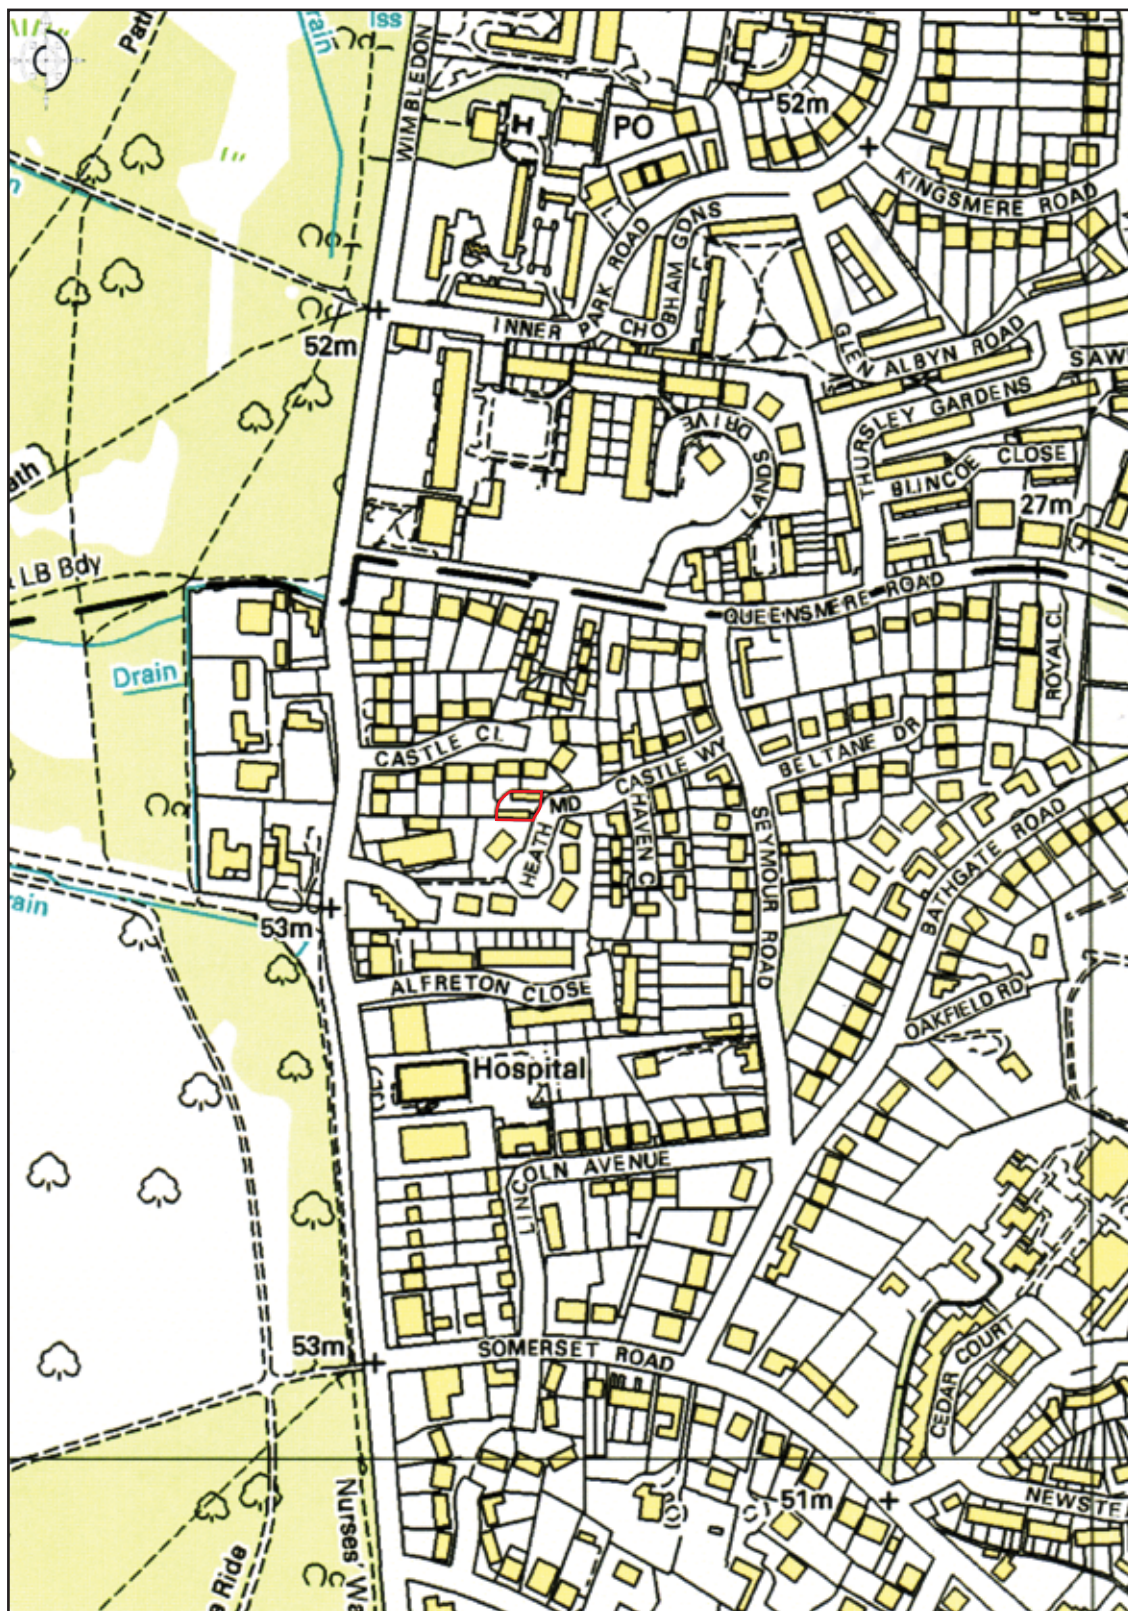 Path
Drain
Iss
WIMBLEDON
52m
H
PO
KINGSMERE ROAD
INNER PARK ROAD
CHOBHAM GDNS
52m
GLEN ALBYN ROAD
SAW
THURSLEY GARDENS
LANDS DRIVE
BLINCOE CLOSE
27m
ath
LB Bdy
QUEENSMERE ROAD
ROYAL CL
Drain
CASTLE CL
CASTLE WY
BELTANE DR
HEATH MD
HAVEN C
SEYMOUR ROAD
BATHGATE ROAD
rain
53m
ALFRETON CLOSE
OAKFIELD RD
Hospital
LINCOLN AVENUE
53m
SOMERSET ROAD
CEDAR COURT
51m
NEWSTE
Nurses' Wa
e Ride